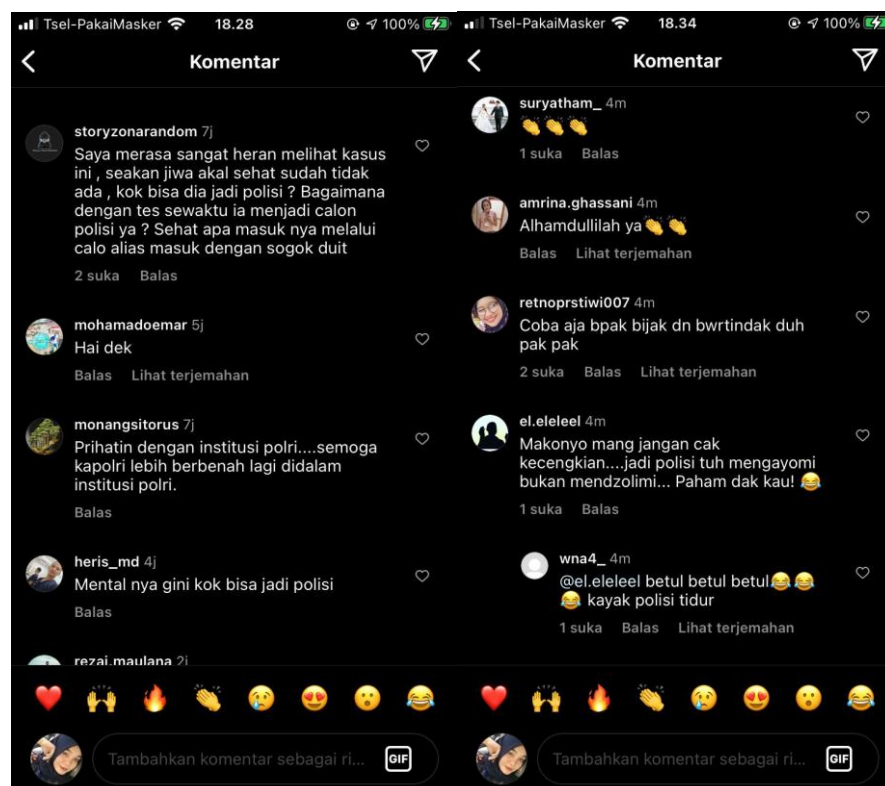 Tsel-PakaiMasker 18.28 100%
Komentar
storyzonarandom 7j
Saya merasa sangat heran melihat kasus
ini , seakan jiwa akal sehat sudah tidak
ada , kok bisa dia jadi polisi ? Bagaimana
dengan tes sewaktu ia menjadi calon
polisi ya ? Sehat apa masuk nya melalui
calo alias masuk dengan sogok duit
2 suka Balas
mohamadoemar 5j
Hai dek
Balas Lihat terjemahan
monangsitorus 7j
Prihatin dengan institusi polri....semoga
kapolri lebih berbenah lagi didalam
institusi polri.
Balas
heris_md 4j
Mental nya gini kok bisa jadi polisi
Balas
rezai.maulana 2j
Tambahkan komentar sebagai ri...
GIF
Tsel-PakaiMasker 18.34 100%
Komentar
suryatham_ 4m
👏👏👏
1 suka Balas
amrina.ghassani 4m
Alhamdullilah ya👏👏
Balas Lihat terjemahan
retnoprstiwi007 4m
Coba aja bpak bijak dn bwrtindak duh
pak pak
2 suka Balas Lihat terjemahan
el.eleleel 4m
Makonyo mang jangan cak
kecengkian....jadi polisi tuh mengayomi
bukan mendzolimi... Paham dak kau! 😂
1 suka Balas
wna4_ 4m
@el.eleleel betul betul betul😂😂
😂 kayak polisi tidur
1 suka Balas Lihat terjemahan
Tambahkan komentar sebagai ri...
GIF